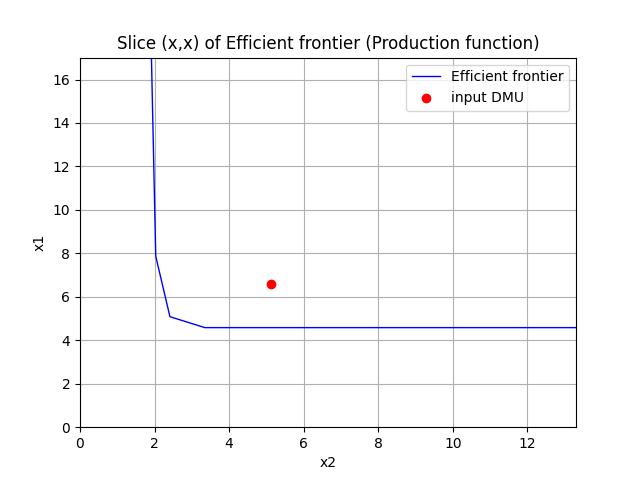 Slice (x,x) of Efficient frontier (Production function)
Efficient frontier
input DMU
x1
16
14
12
10
8
6
4
2
0
0 2 4 6 8 10 12
x2